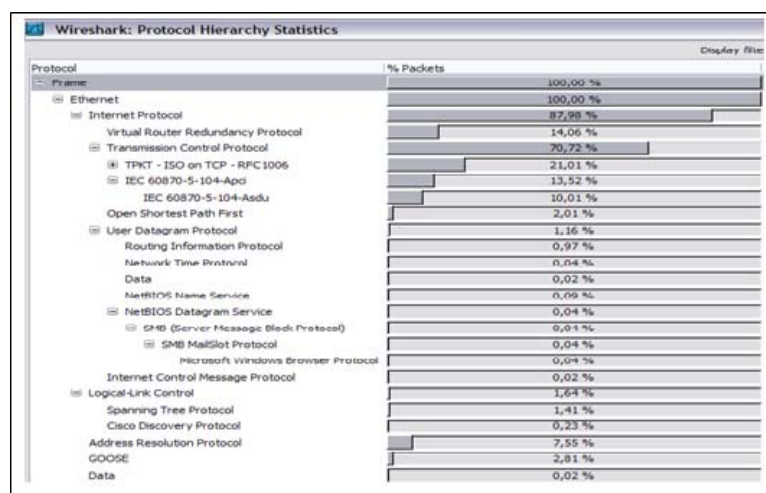 Wireshark: Protocol Hierarchy Statistics
Display filte
Protocol % Packets
Frame 100,00 %
Ethernet 100,00 %
Internet Protocol 87,98 %
Virtual Router Redundancy Protocol 14,06 %
Transmission Control Protocol 70,72 %
TPKT - ISO on TCP - RFC1006 21,01 %
IEC 60870-5-104-Apci 13,52 %
IEC 60870-5-104-Asdu 10,01 %
Open Shortest Path First 2,01 %
User Datagram Protocol 1,16 %
Routing Information Protocol 0,97 %
Network Time Protocol 0,04 %
Data 0,02 %
NetBIOS Name Service 0,09 %
NetBIOS Datagram Service 0,04 %
SMB (Server Message Block Protocol) 0,04 %
SMB MailSlot Protocol 0,04 %
Microsoft Windows Browser Protocol 0,04 %
Internet Control Message Protocol 0,02 %
Logical-Link Control 1,64 %
Spanning Tree Protocol 1,41 %
Cisco Discovery Protocol 0,23 %
Address Resolution Protocol 7,55 %
GOOSE 2,81 %
Data 0,02 %